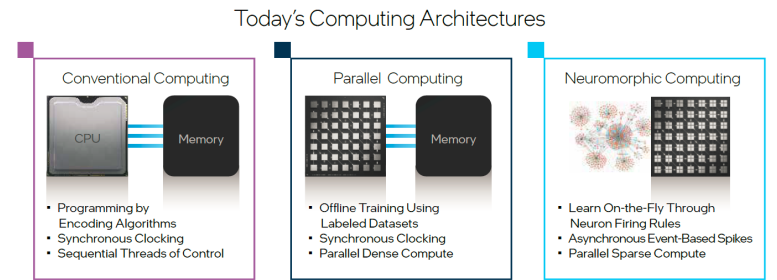 Today's Computing Architectures
Conventional Computing
CPU
Memory
▪ Programming by
Encoding Algorithms
▪ Synchronous Clocking
▪ Sequential Threads of Control
Parallel Computing
Memory
▪ Offline Training Using
Labeled Datasets
▪ Synchronous Clocking
▪ Parallel Dense Compute
Neuromorphic Computing
▪ Learn On-the-Fly Through
Neuron Firing Rules
▪ Asynchronous Event-Based Spikes
▪ Parallel Sparse Compute